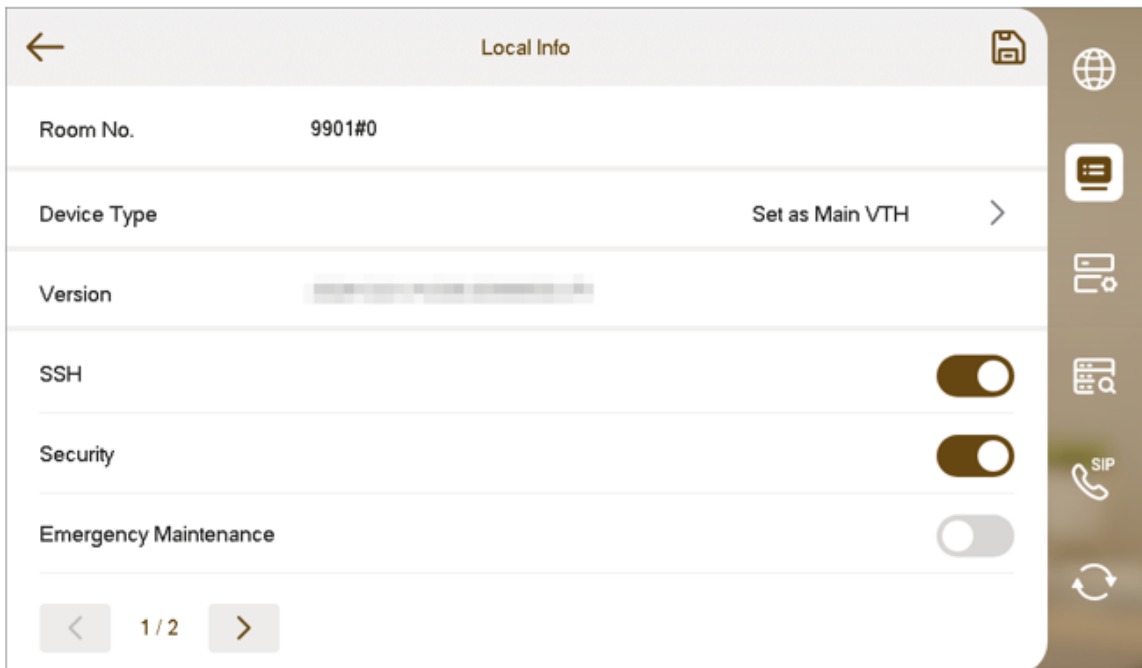 Local Info
Room No. 9901#0
Device Type Set as Main VTH
Version
SSH
Security
Emergency Maintenance
SIP
1 / 2